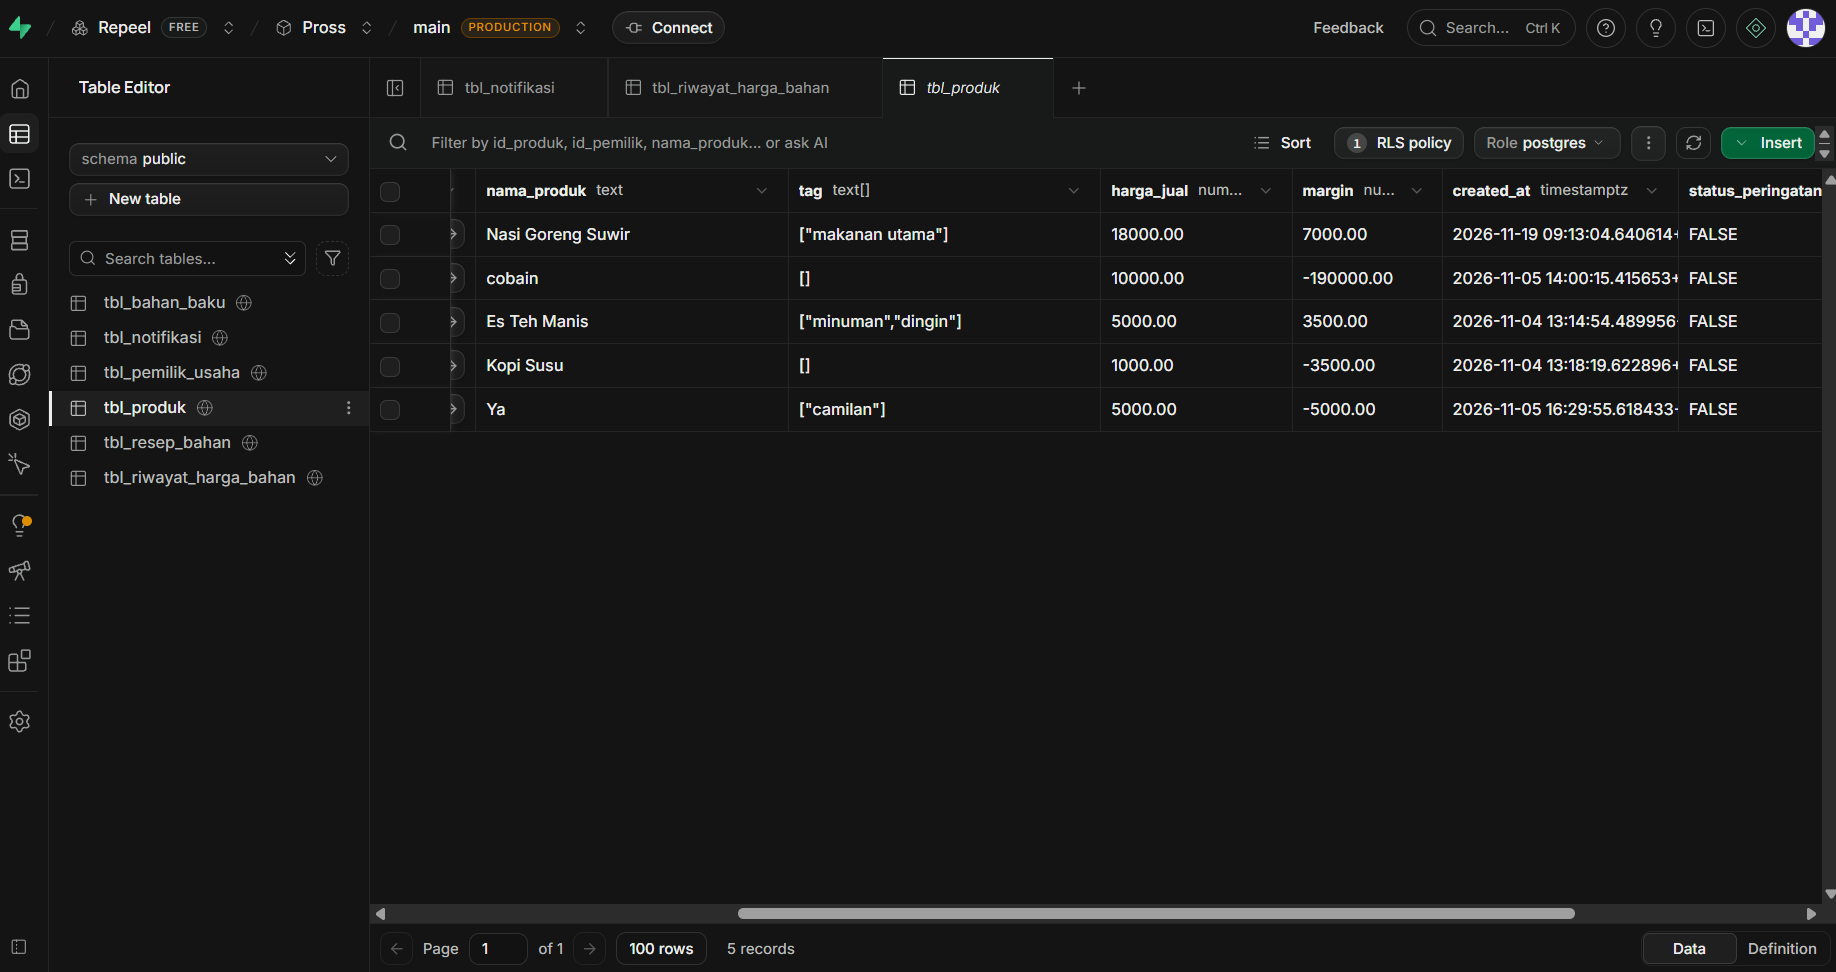 Repeel FREE Pross main PRODUCTION Connect Feedback Search... Ctrl K
Table Editor tbl_notifikasi tbl_riwayat_harga_bahan tbl_produk
schema public
New table
Search tables...
tbl_bahan_baku
tbl_notifikasi
tbl_pemilik_usaha
tbl_produk
tbl_resep_bahan
tbl_riwayat_harga_bahan
Filter by id_produk, id_pemilik, nama_produk... or ask AI Sort 1 RLS policy Role postgres Insert
nama_produk text tag text[] harga_jual num... margin nu... created_at timestamptz status_peringatan
Nasi Goreng Suwir ["makanan utama"] 18000.00 7000.00 2026-11-19 09:13:04.640614+ FALSE
cobain [] 10000.00 -190000.00 2026-11-05 14:00:15.415653+ FALSE
Es Teh Manis ["minuman","dingin"] 5000.00 3500.00 2026-11-04 13:14:54.489956 FALSE
Kopi Susu [] 1000.00 -3500.00 2026-11-04 13:18:19.622896+ FALSE
Ya ["camilan"] 5000.00 -5000.00 2026-11-05 16:29:55.618433 FALSE
Page 1 of 1 100 rows 5 records Data Definition